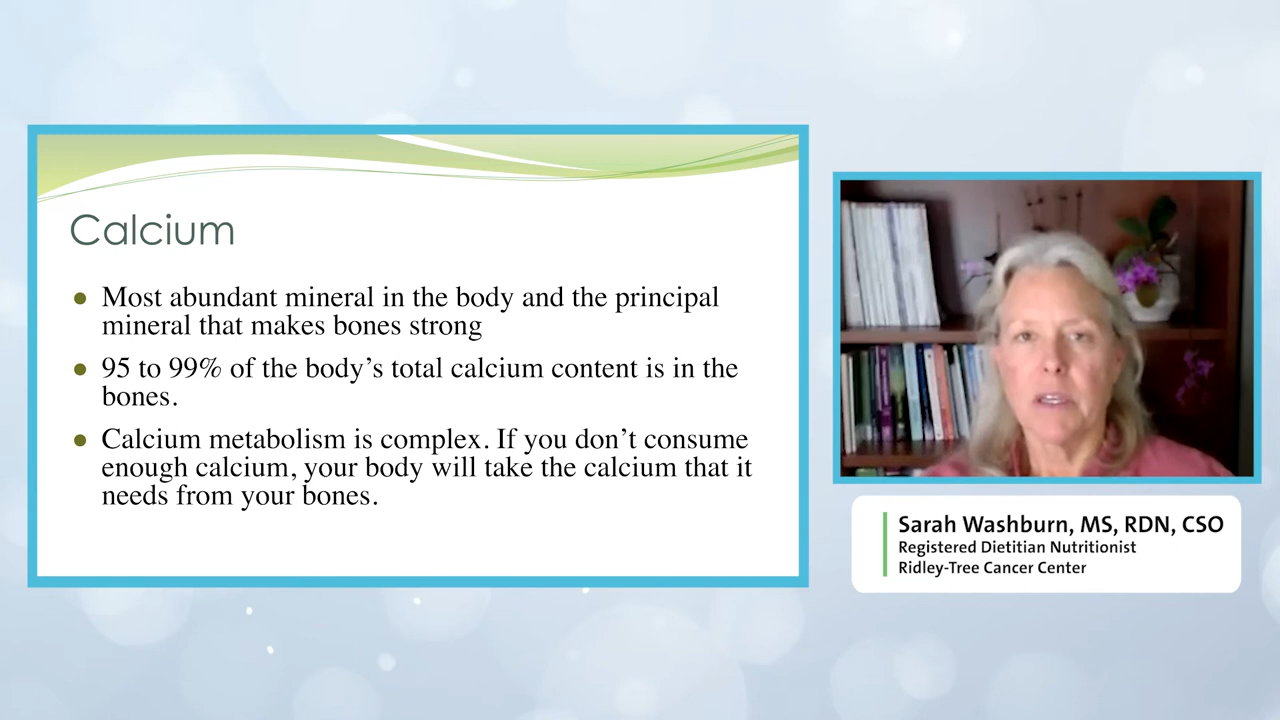 Calcium
● Most abundant mineral in the body and the principal
mineral that makes bones strong
● 95 to 99% of the body’s total calcium content is in the
bones.
● Calcium metabolism is complex. If you don’t consume
enough calcium, your body will take the calcium that it
needs from your bones.
Sarah Washburn, MS, RDN, CSO
Registered Dietitian Nutritionist
Ridley-Tree Cancer Center